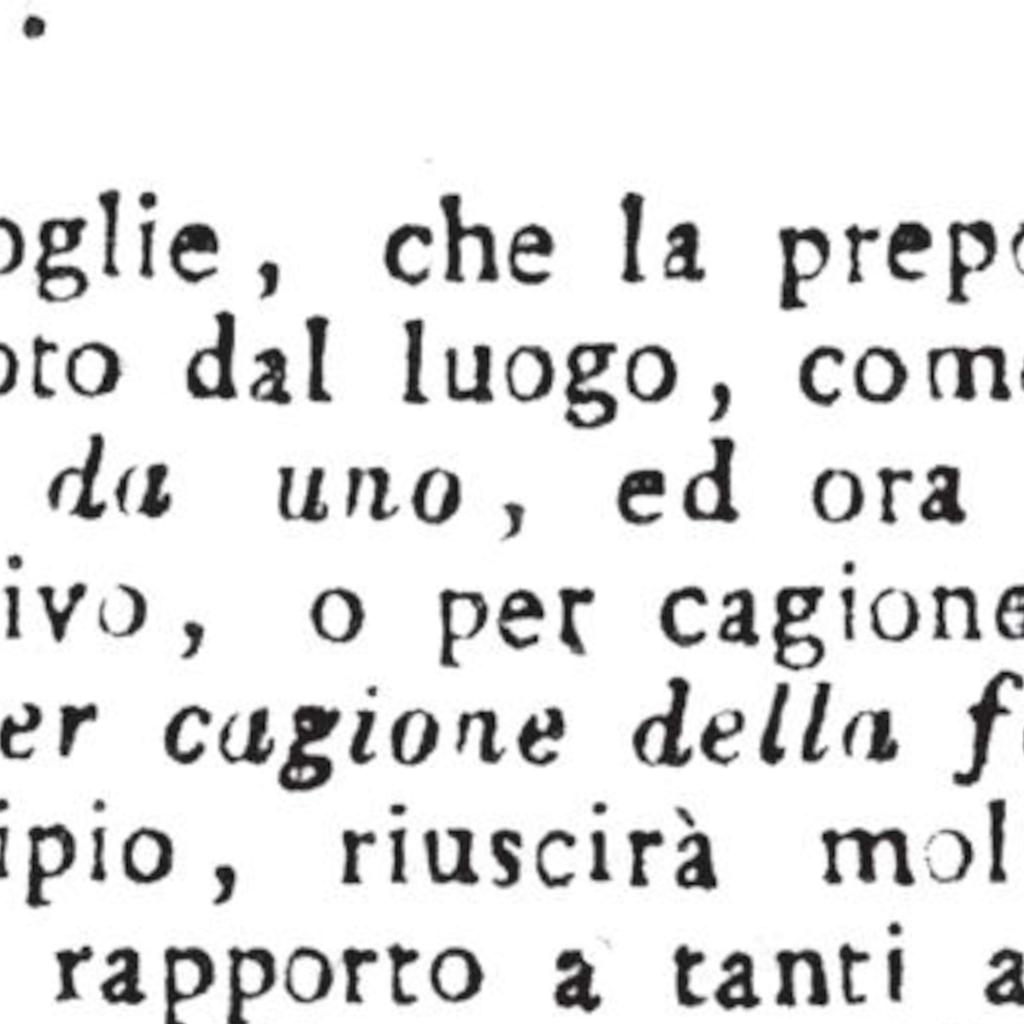 .
oglie, che la prepo
oto dal luogo, come
da uno, ed ora
ivo, o per cagione
er cagione della f
ipio, riuscirà mol
rapporto a tanti a